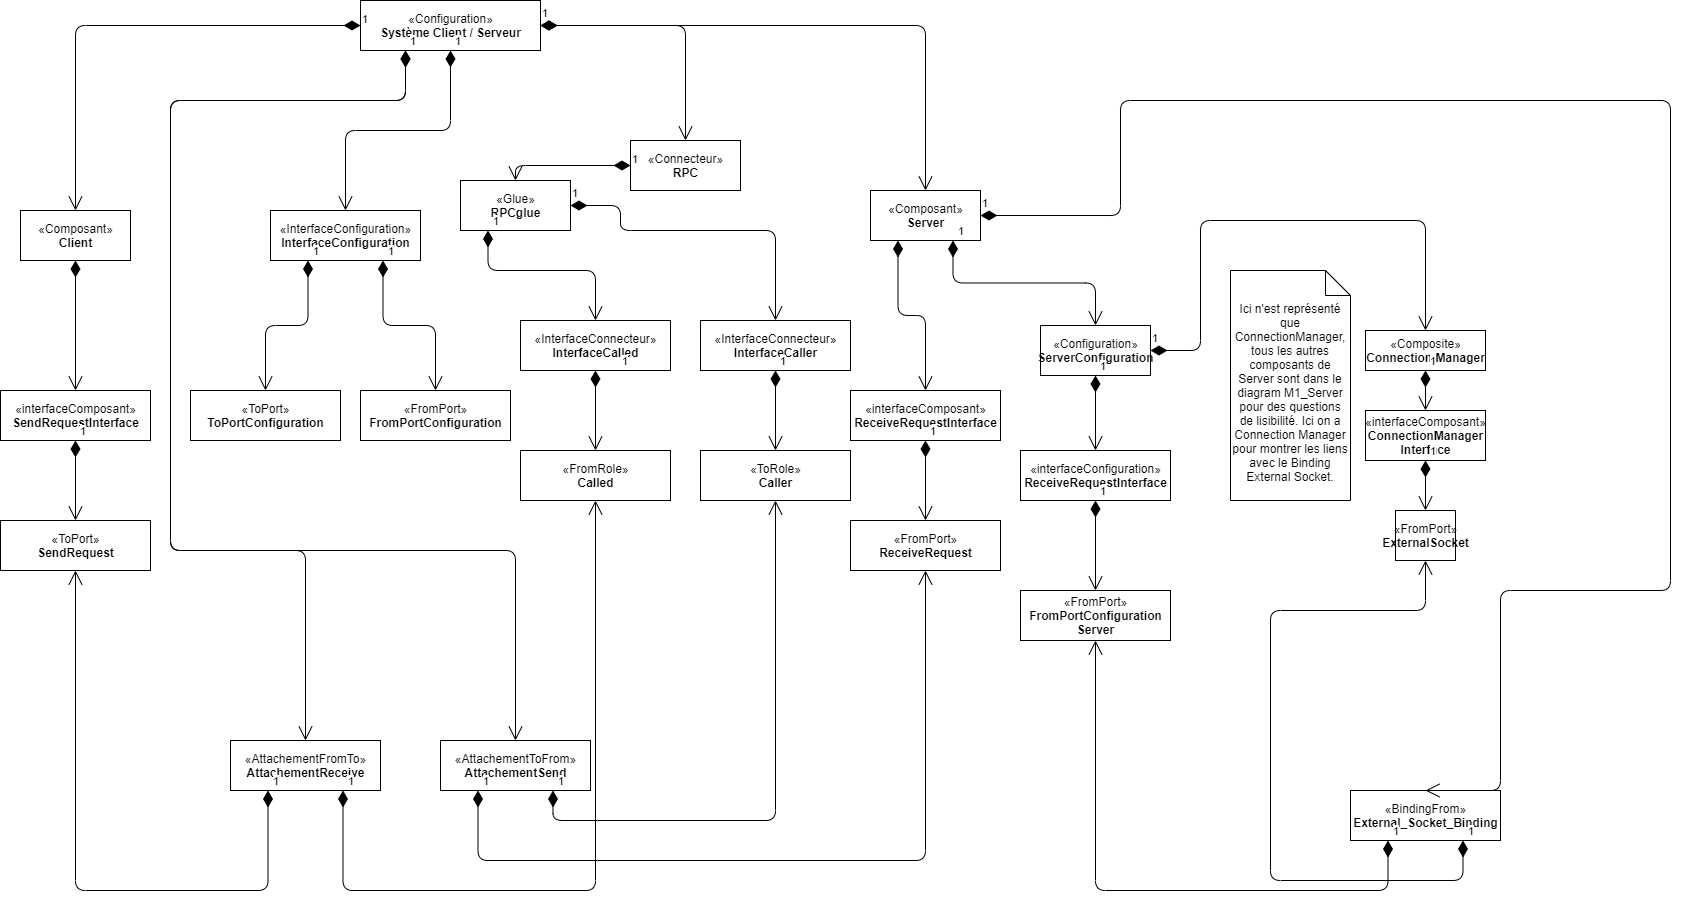 «Configuration»
Système Client / Serveur
1
1
1
1
«Connecteur»
RPC
1
«Glue»
RPCglue
1
1
«Composant»
Client
«InterfaceConfiguration»
InterfaceConfiguration
1
1
«Composant»
Server
1
1
Ici n'est représenté
que
ConnectionManager,
tous les autres
composants de
Server sont dans le
diagram M1_Server
pour des questions
de lisibilité. Ici on a
Connection Manager
pour montrer les liens
avec le Binding
External Socket.
«InterfaceConnecteur»
InterfaceCalled
1
«InterfaceConnecteur»
InterfaceCaller
1
«Configuration»
ServerConfiguration
1
1
«Composite»
ConnectionManager
1
«interfaceComposant»
SendRequestInterface
1
«ToPort»
ToPortConfiguration
«FromPort»
FromPortConfiguration
«interfaceComposant»
ReceiveRequestInterface
1
«interfaceComposant»
ConnectionManager
Interface
1
«FromRole»
Called
«ToRole»
Caller
«interfaceConfiguration»
ReceiveRequestInterface
1
«ToPort»
SendRequest
«FromPort»
ReceiveRequest
«FromPort»
ExternalSocket
«FromPort»
FromPortConfiguration
Server
«AttachementFromTo»
AttachementReceive
1
1
«AttachementToFrom»
AttachementSend
1
1
«BindingFrom»
External_Socket_Binding
1
1